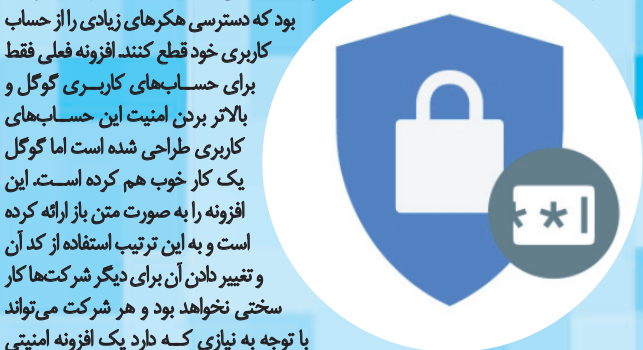 بود که دسترسی هکرهای زیادی را از حساب
کاربری خود قطع کنند. افزونه فعلی فقط
برای حساب‌های کاربری گوگل و
بالاتر بردن امنیت این حساب‌های
کاربری طراحی شده است اما گوگل
یک کار خوب هم کرده است. این
افزونه را به صورت متن باز ارائه کرده
است و به این ترتیب استفاده از کد آن
و تغییر دادن آن برای دیگر شرکت‌ها کار
سختی نخواهد بود و هر شرکت می‌تواند
با توجه به نیازی که دارد یک افزونه امنیتی